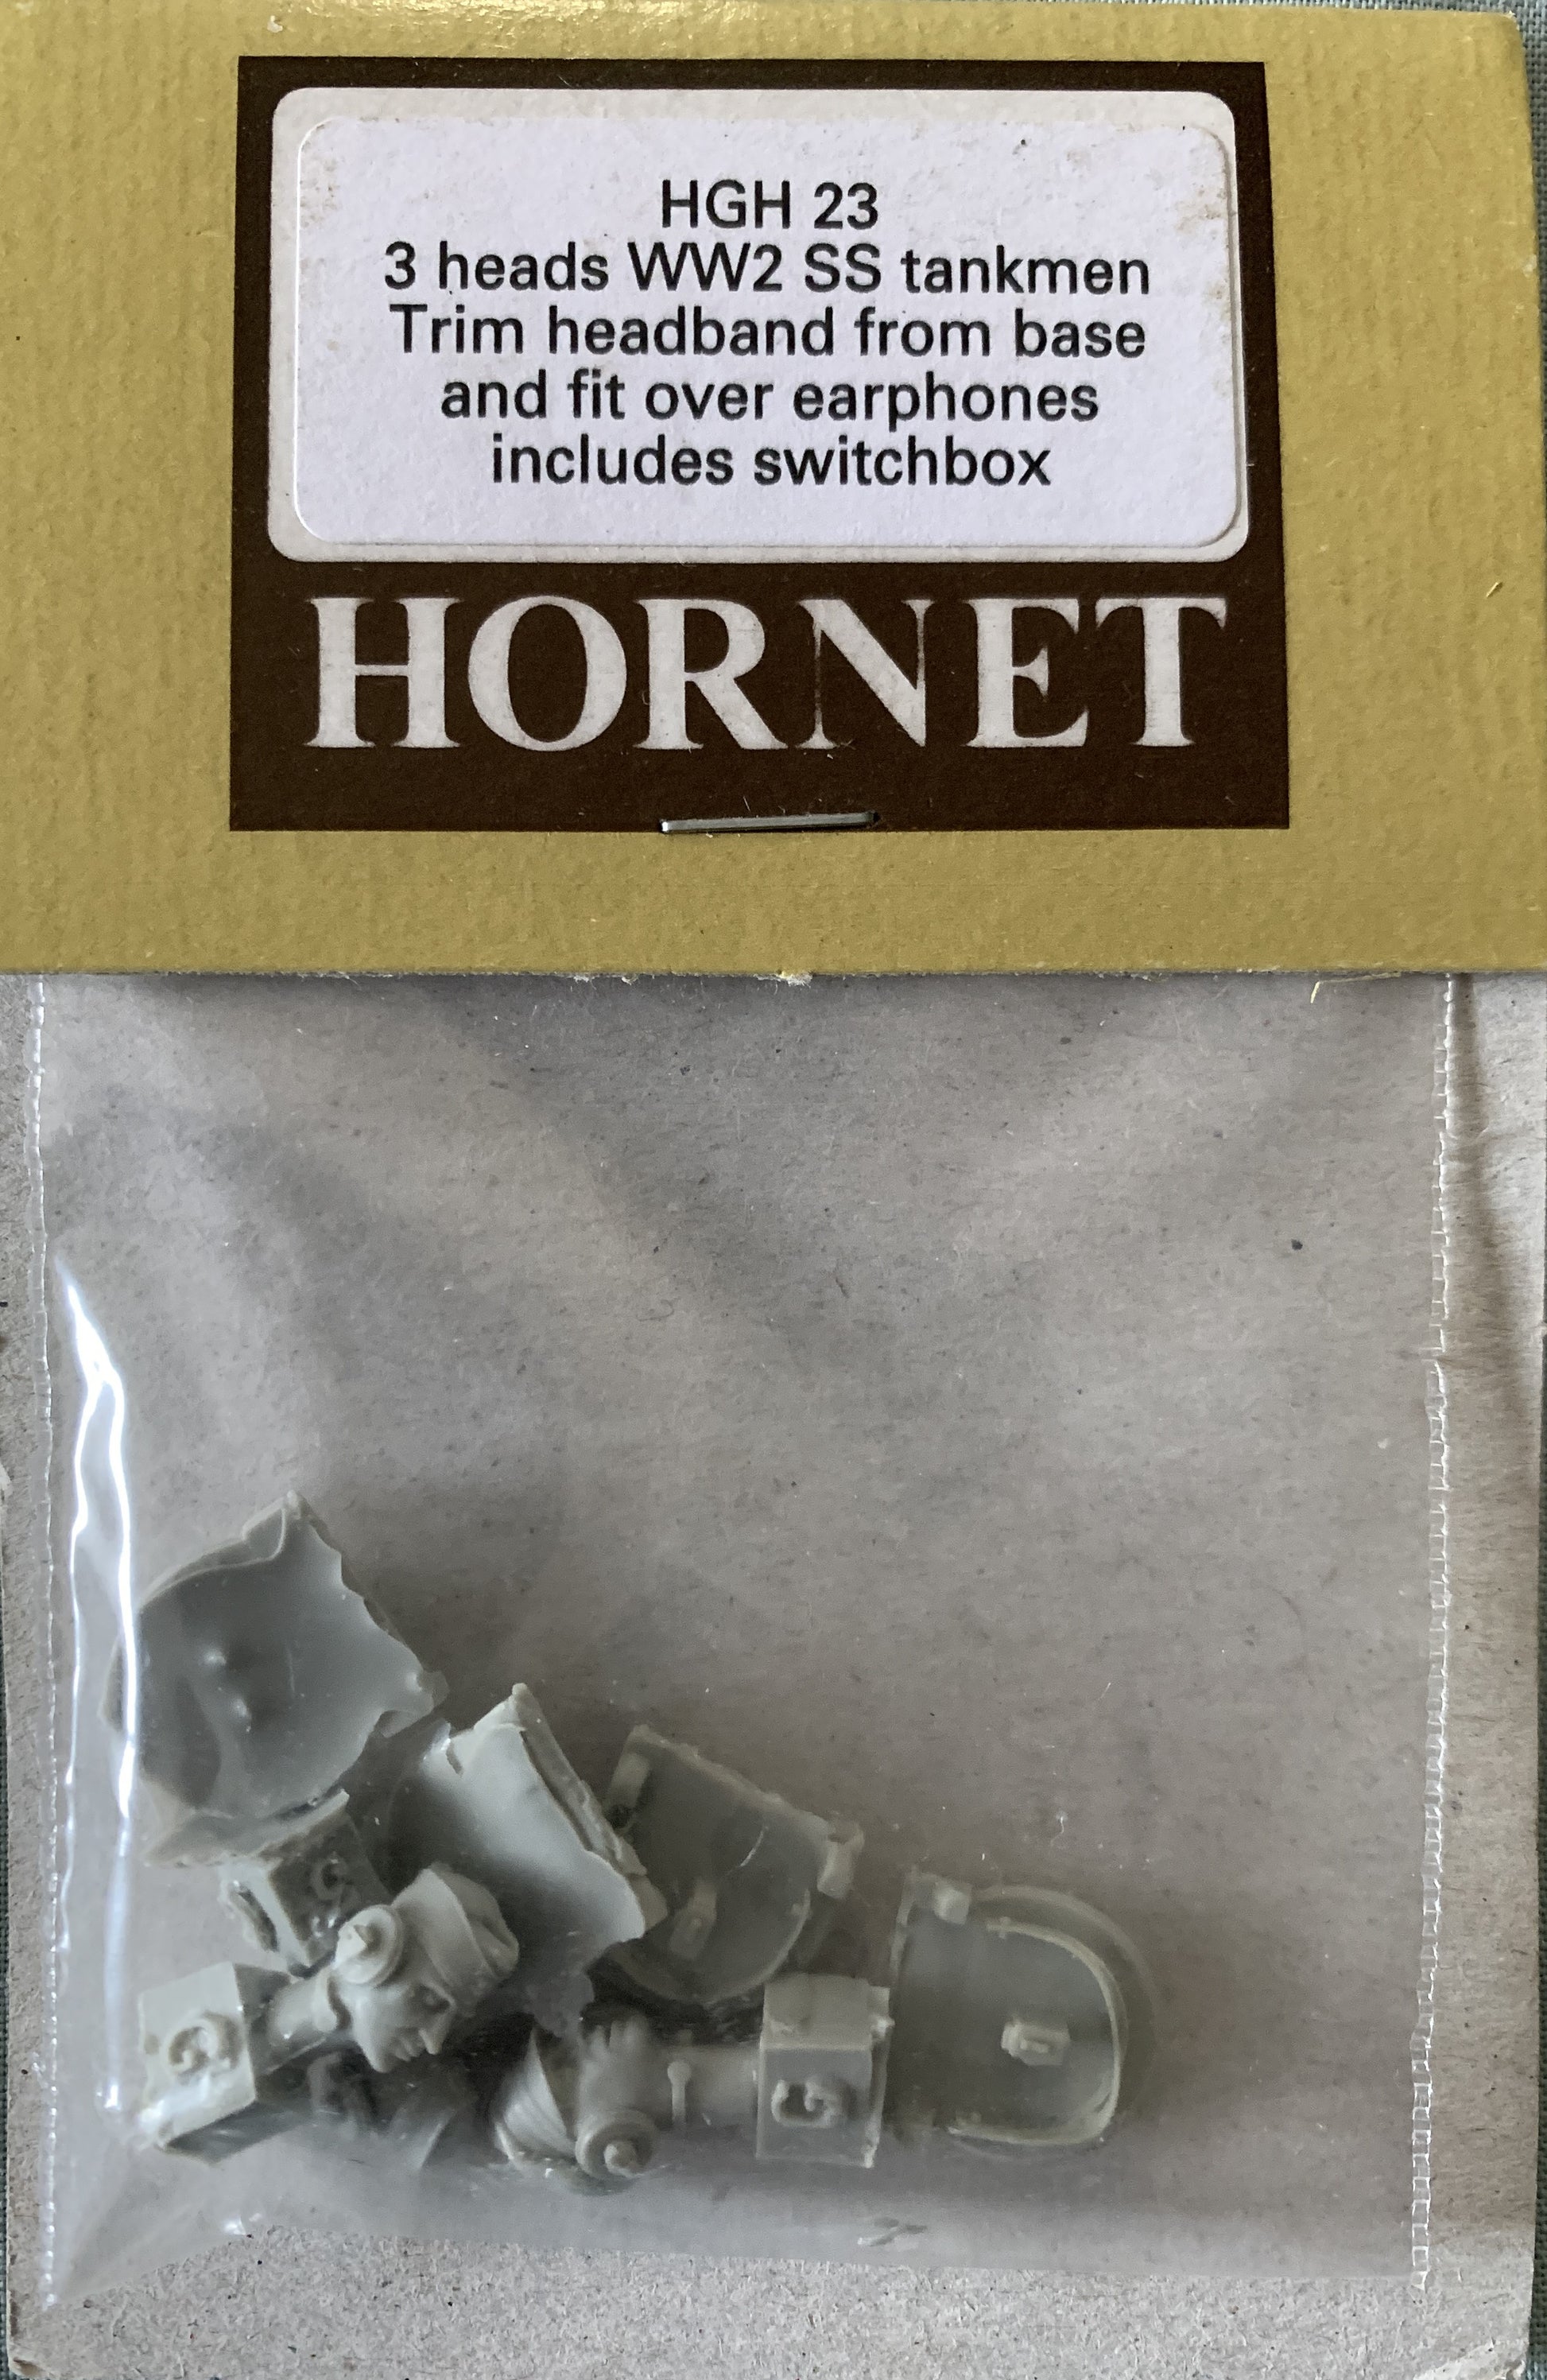 HGH 23
3 heads WW2 SS tankmen
Trim headband from base
and fit over earphones
includes switchbox
HORNET